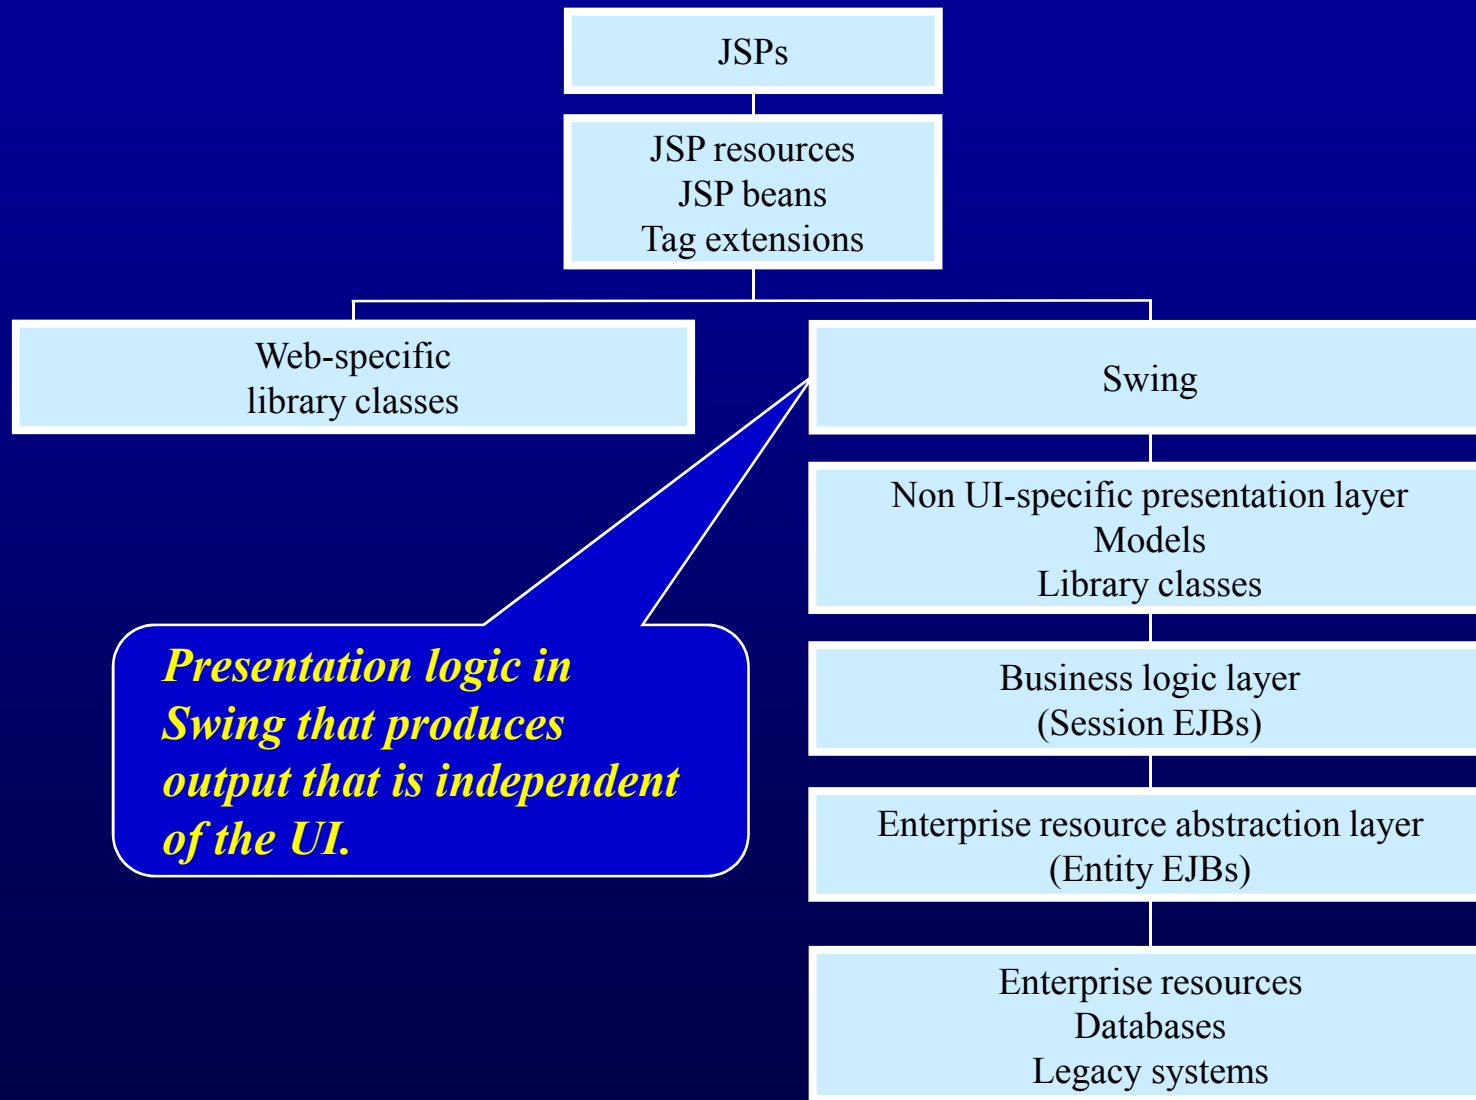 JSPs
JSP resources
JSP beans
Tag extensions
Web-specific
library classes
Swing
Non UI-specific presentation layer
Models
Library classes
Presentation logic in
Swing that produces
output that is independent
of the UI.
Business logic layer
(Session EJBs)
Enterprise resource abstraction layer
(Entity EJBs)
Enterprise resources
Databases
Legacy systems